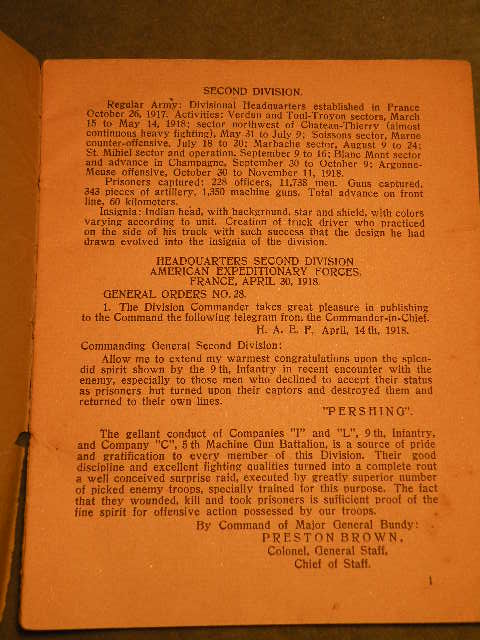 SECOND DIVISION.
Regular Army: Divisional Headquarters established in France
October 26, 1917. Activities: Verdun and Toul-Troyon sectors, March
15 to May 14, 1918; sector northwest of Chateau-Thierry (almost
continuous heavy fighting), May 31 to July 9; Soissons sector, Marne
counter-offensive, July 18 to 20; Marbache sector, August 9 to 24;
St. Mihiel sector and operation, September 9 to 16; Blanc Mont sector
and advance in Champagne, September 30 to October 9; Argonne-
Meuse offensive, October 30 to November 11, 1918.
Prisoners captured: 228 officers, 11,738 men. Guns captured,
343 pieces of artillery, 1,350 machine guns. Total advance on front
line, 60 kilometers.
Insignia: Indian head, with background, star and shield, with colors
varying according to unit. Creation of truck driver who practiced
on the side of his truck with such success that the design he had
drawn evolved into the insignia of the division.
HEADQUARTERS SECOND DIVISION
AMERICAN EXPEDITIONARY FORCES,
FRANCE, APRIL 30, 1918.
GENERAL ORDERS NO. 28.
1. The Division Commander takes great pleasure in publishing
to the Command the following telegram from the Commander-in-Chief.
H. A. E. F. April, 14th, 1918.
Commanding General Second Division:
Allow me to extend my warmest congratulations upon the splen-
did spirit shown by the 9th, Infantry in recent encounter with the
enemy, especially to those men who declined to accept their status
as prisoners but turned upon their captors and destroyed them and
returned to their own lines.
"PERSHING".
The gellant conduct of Companies "I" and "L", 9th, Infantry,
and Company "C", 5th Machine Gun Battalion, is a source of pride
and gratification to every member of this Division. Their good
discipline and excellent fighting qualities turned into a complete rout
a well conceived surprise raid, executed by greatly superior number
of picked enemy troops, specially trained for this purpose. The fact
that they wounded, kill and took prisoners is sufficient proof of the
fine spirit for offensive action possessed by our troops.
By Command of Major General Bundy:
PRESTON BROWN,
Colonel, General Staff,
Chief of Staff.
1